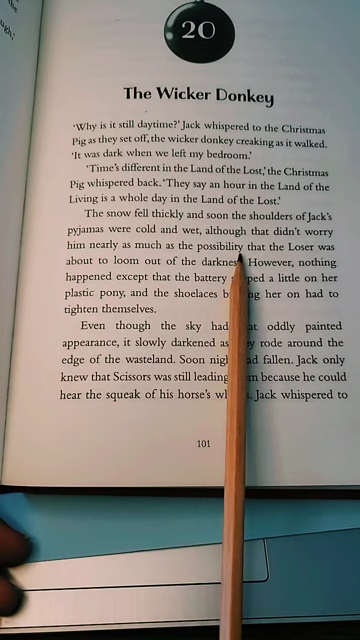 ugh,'
20
The Wicker Donkey
'Why is it still daytime?' Jack whispered to the Christmas
Pig as they set off, the wicker donkey creaking as it walked.
'It was dark when we left my bedroom.'
'Time's different in the Land of the Lost,' the Christmas
Pig whispered back. 'They say an hour in the Land of the
Living is a whole day in the Land of the Lost.'
The snow fell thickly and soon the shoulders of Jack's
pyjamas were cold and wet, although that didn't worry
him nearly as much as the possibility that the Loser was
about to loom out of the darkness. However, nothing
happened except that the battery ped a little on her
plastic pony, and the shoelaces b ng her on had to
tighten themselves.
Even though the sky had at oddly painted
appearance, it slowly darkened as y rode around the
edge of the wasteland. Soon nigh ad fallen. Jack only
knew that Scissors was still leading m because he could
hear the squeak of his horse's wh s. Jack whispered to
101